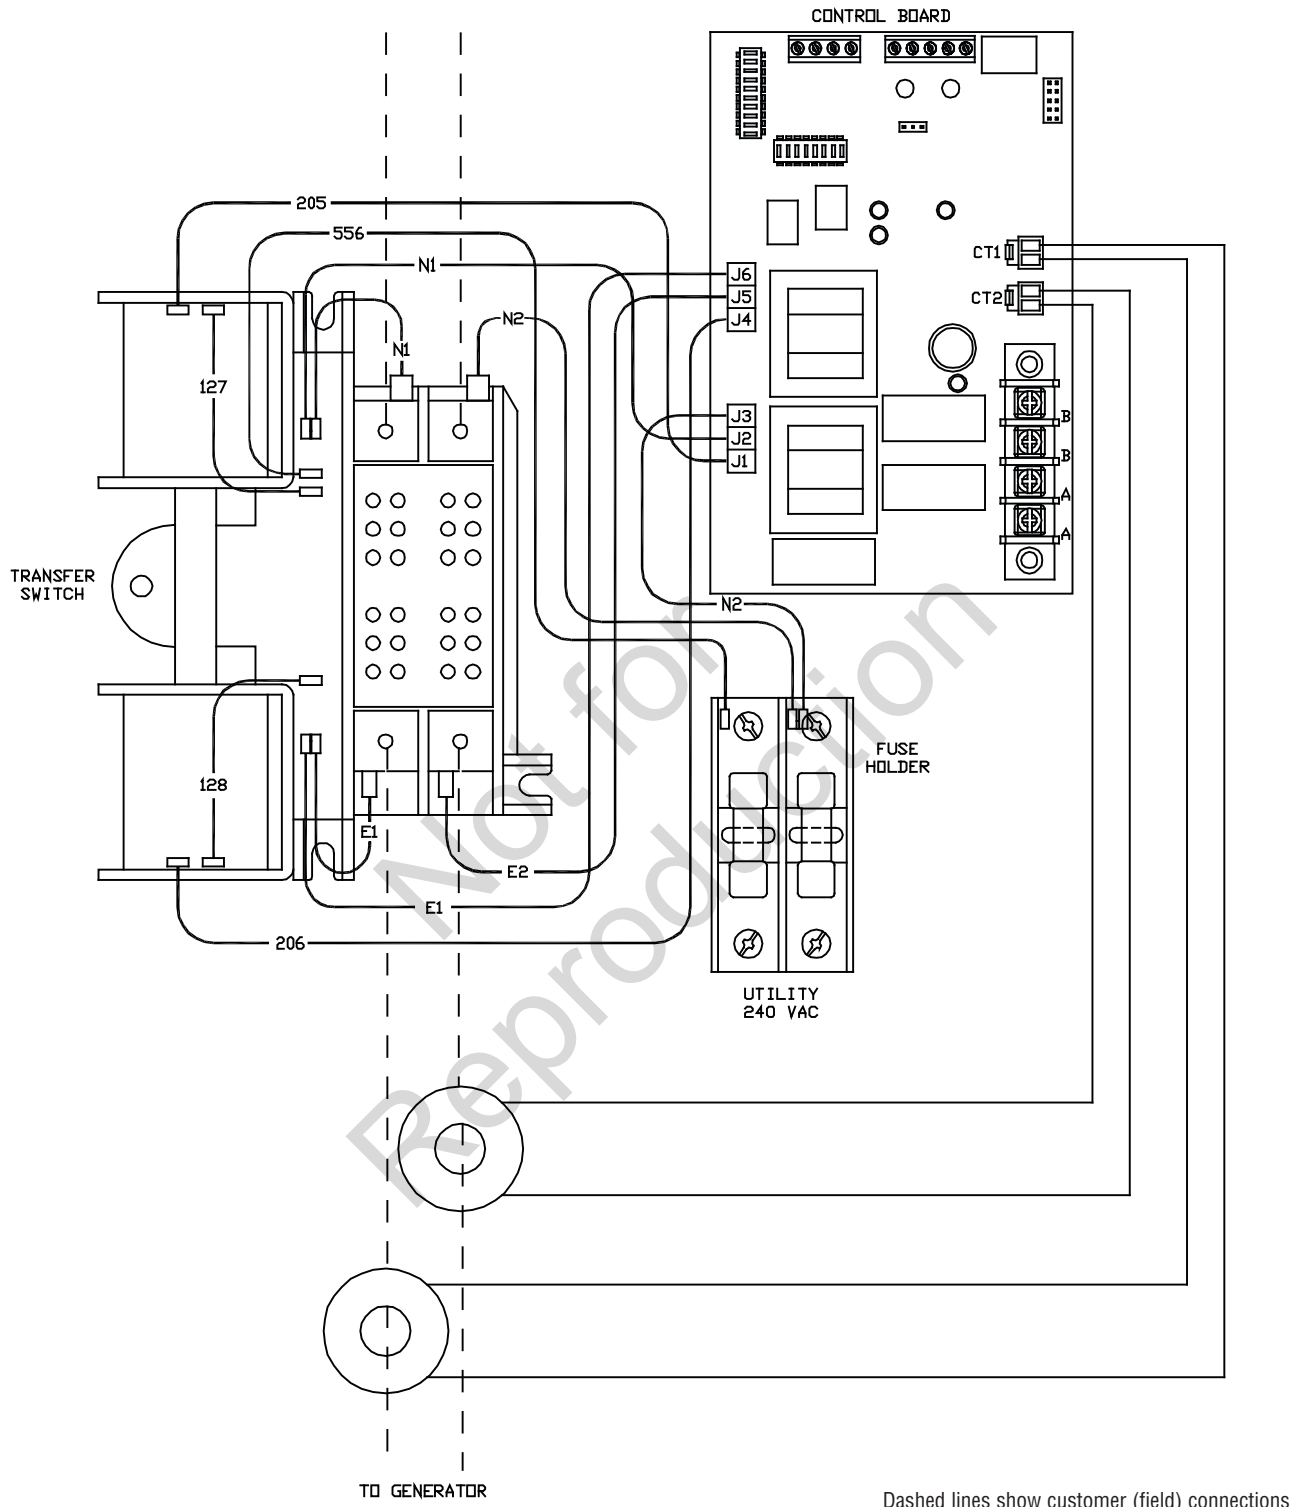 CONTROL BOARD
205
556
N1
CT1
J6
J5
CT2
N2
J4
N1
127
J3
B
J2
J1
B
A
A
TRANSFER
SWITCH
N2
FUSE
HOLDER
128
E1
E2
E1
206
UTILITY
240 VAC
Not for
Reproduction
TO GENERATOR
Dashed lines show customer (field) connections